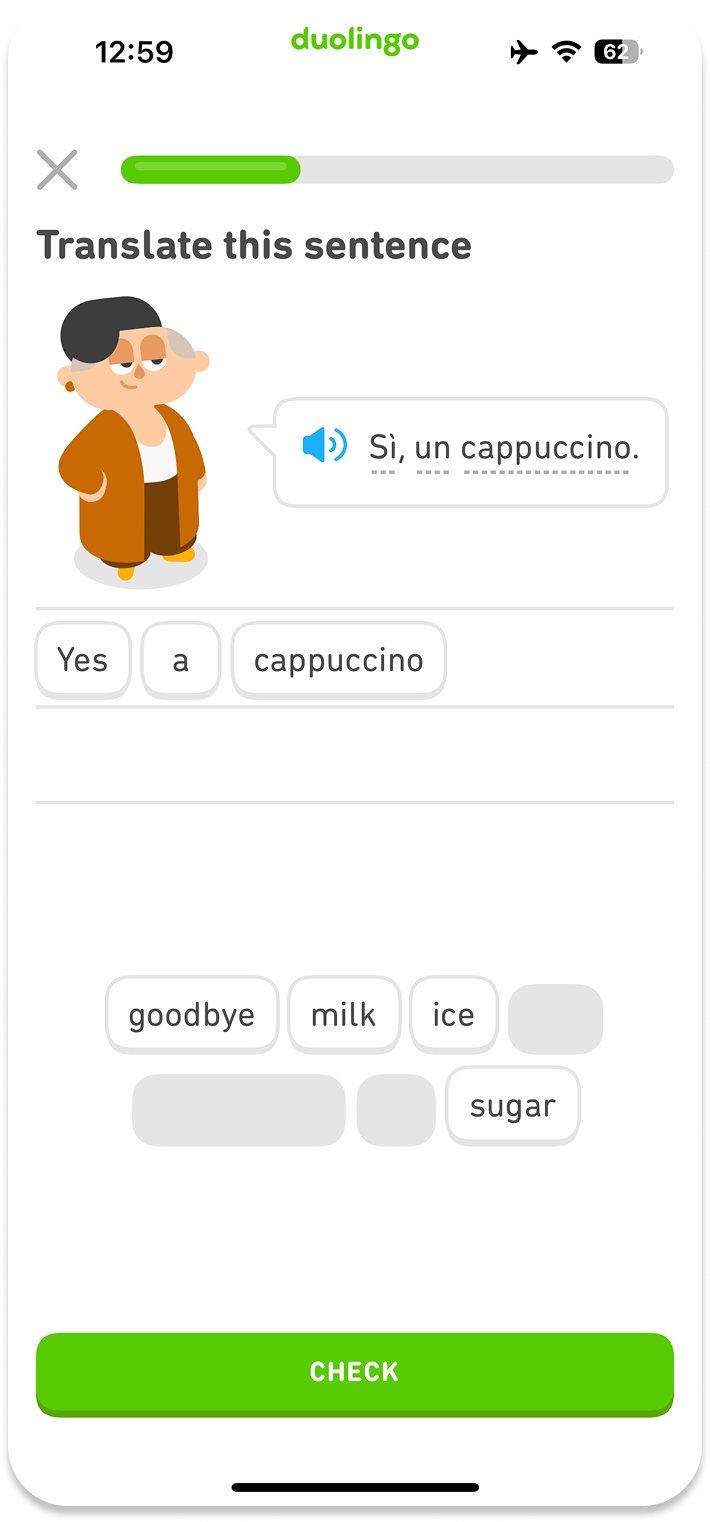 12:59
duolingo
62
Translate this sentence
Sì, un cappuccino.
Yes a cappuccino
goodbye milk ice
sugar
CHECK